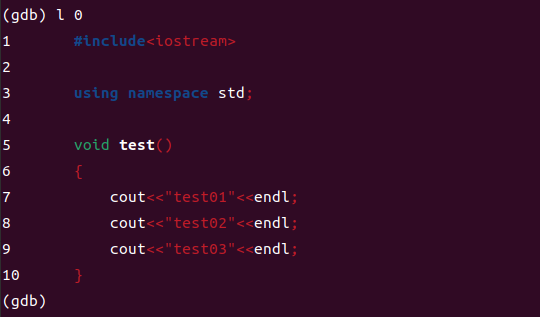 (gdb) l 0
1       #include<iostream>
2
3       using namespace std;
4
5       void test()
6       {
7           cout<<"test01"<<endl;
8           cout<<"test02"<<endl;
9           cout<<"test03"<<endl;
10      }
(gdb)